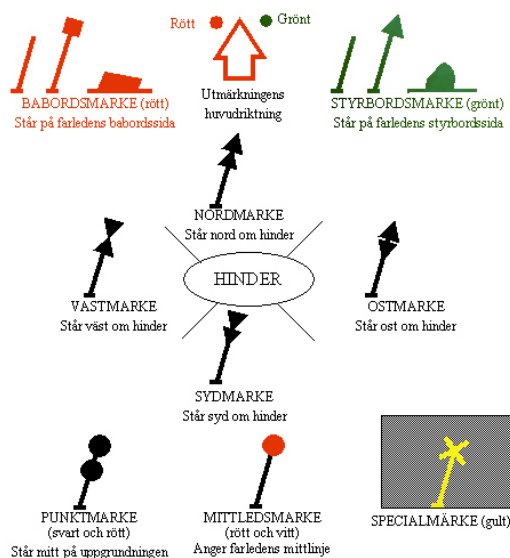 Rött
Grönt
Utmärkningens
huvudriktning
BABORDSMARKE (rött)
Står på farledens babordssida
STYRBORDSMARKE (grönt)
Står på farledens styrbordssida
NORDMARKE
Står nord om hinder
HINDER
VASTMARKE
Står väst om hinder
OSTMARKE
Står ost om hinder
SYDMARKE
Står syd om hinder
PUNKTMARKE
(svart och rött)
Står mitt på uppgrundningen
MITTLEDSMARKE
(rött och vitt)
Anger farledens mittlinje
SPECIALMÄRKE (gult)